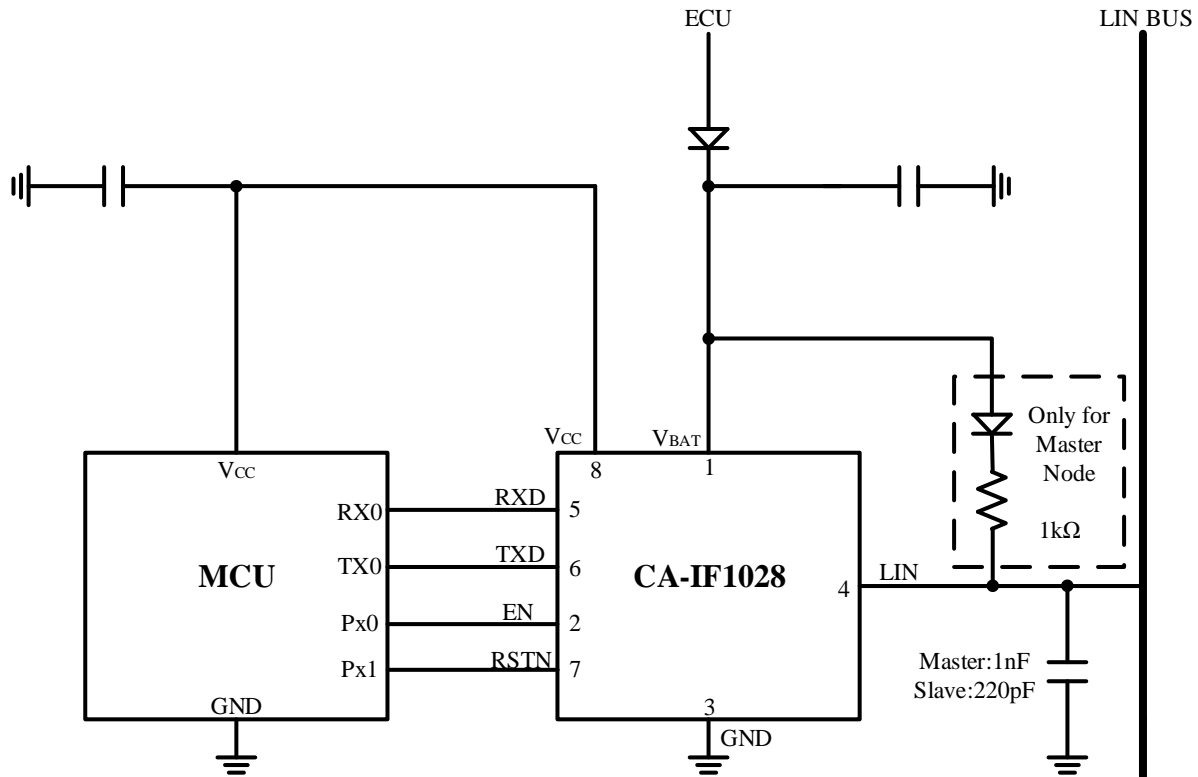 ECU
LIN BUS
VCC
VBAT
VCC
8
1
Only for
Master
Node
1kΩ
RX0
RXD
5
TX0
TXD
6
MCU
CA-IF1028
4
LIN
Px0
EN
2
Px1
RSTN
7
Master:1nF
Slave:220pF
GND
3
GND